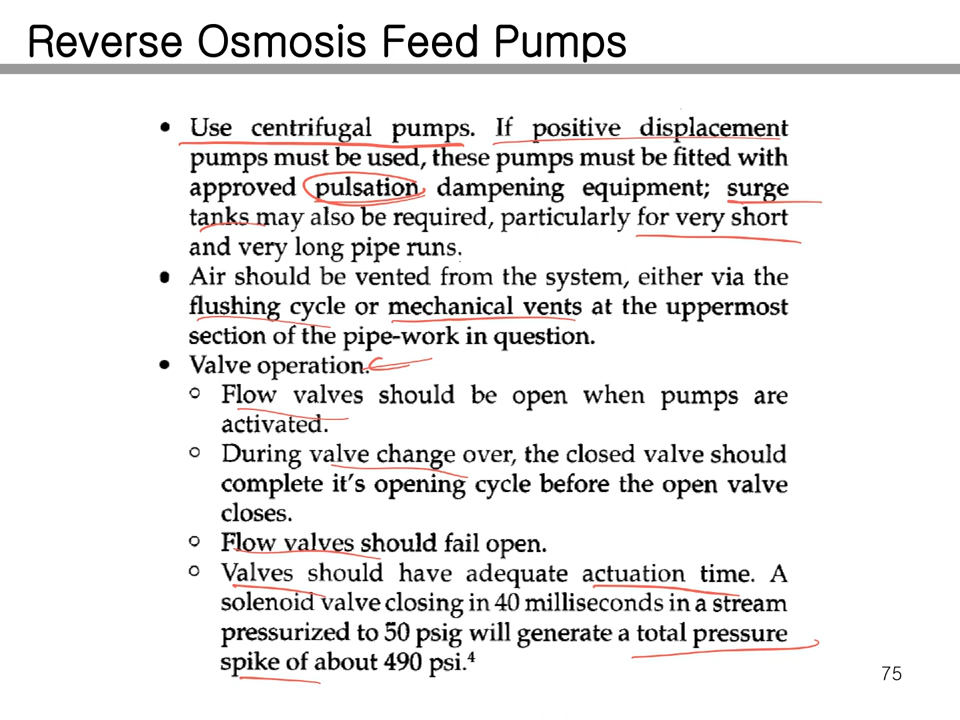 Reverse Osmosis Feed Pumps
• Use centrifugal pumps. If positive displacement
pumps must be used, these pumps must be fitted with
approved pulsation dampening equipment; surge
tanks may also be required, particularly for very short
and very long pipe runs.
• Air should be vented from the system, either via the
flushing cycle or mechanical vents at the uppermost
section of the pipe-work in question.
• Valve operation.
○ Flow valves should be open when pumps are
activated.
○ During valve change over, the closed valve should
complete it's opening cycle before the open valve
closes.
○ Flow valves should fail open.
○ Valves should have adequate actuation time. A
solenoid valve closing in 40 milliseconds in a stream
pressurized to 50 psig will generate a total pressure
spike of about 490 psi.⁴
75